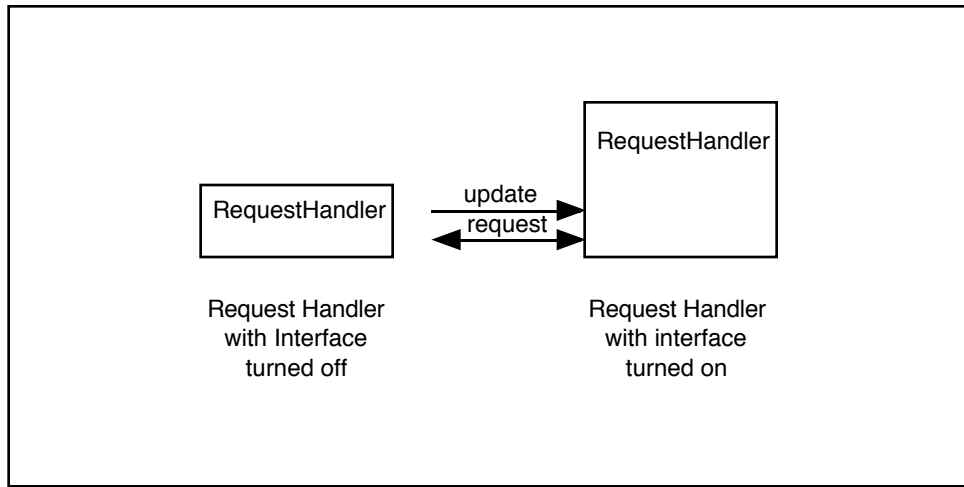 RequestHandler
update
request
RequestHandler
Request Handler
with Interface
turned off
Request Handler
with interface
turned on